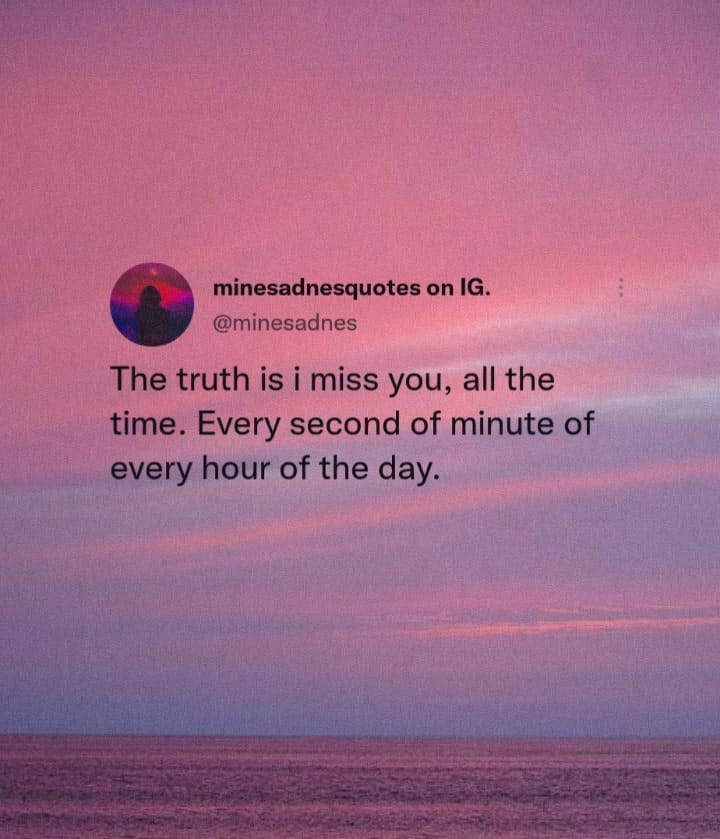 minesadnesquotes on IG.
@minesadnes
The truth is i miss you, all the
time. Every second of minute of
every hour of the day.